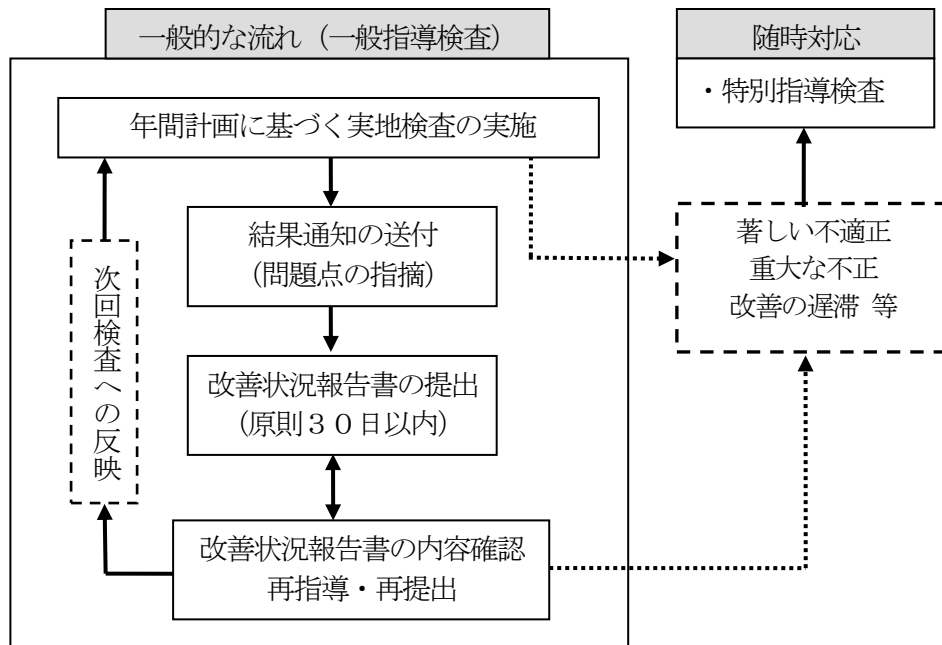 一般的な流れ（一般指導検査）
年間計画に基づく実地検査の実施
結果通知の送付
（問題点の指摘）
改善状況報告書の提出
（原則３０日以内）
改善状況報告書の内容確認
再指導・再提出
次回検査への反映
随時対応
・特別指導検査
著しい不適正
重大な不正
改善の遅滞 等